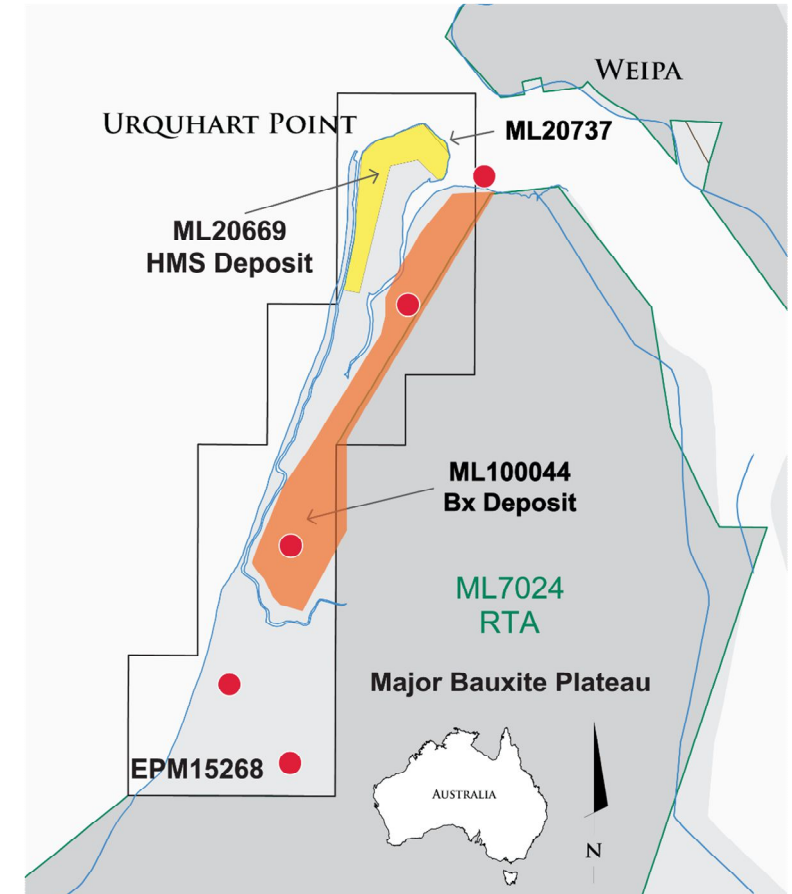 WEIPA
URQUHART POINT
ML20737
ML20669
HMS Deposit
ML100044
Bx Deposit
ML7024
RTA
Major Bauxite Plateau
EPM15268
AUSTRALIA
N